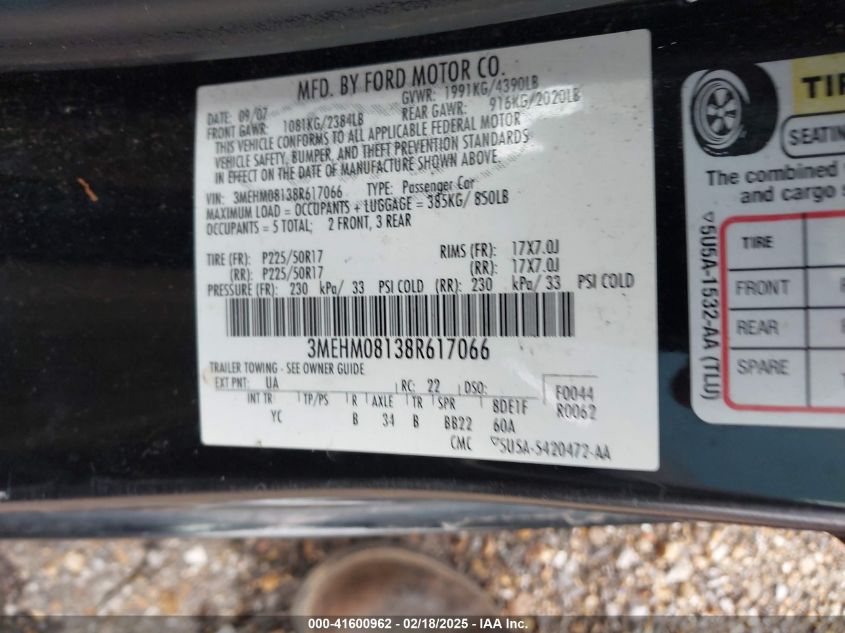 MFD. BY FORD MOTOR CO.
DATE: 09/07 GVWR: 1991KG/4390LB
FRONT GAWR: 1081KG/2384LB REAR GAWR: 916KG/2020LB
THIS VEHICLE CONFORMS TO ALL APPLICABLE FEDERAL MOTOR
VEHICLE SAFETY, BUMPER, AND THEFT PREVENTION STANDARDS
IN EFFECT ON THE DATE OF MANUFACTURE SHOWN ABOVE.
VIN: 3MEHM08138R617066 TYPE: Passenger Car
MAXIMUM LOAD = OCCUPANTS + LUGGAGE = 385KG/ 850LB
OCCUPANTS = 5 TOTAL; 2 FRONT, 3 REAR
TIRE (FR): P225/50R17 RIMS (FR): 17X7.0J
(RR): P225/50R17 (RR): 17X7.0J
PRESSURE (FR): 230 kPa/ 33 PSI COLD (RR): 230 kPa/ 33 PSI COLD
3MEHM08138R617066
TRAILER TOWING - SEE OWNER GUIDE
EXT PNT: UA RC: 22 DSO: F0044
INT TR TP/PS R AXLE TR SPR 8DE1F R0062
YC B 34 B BB22 60A
CMC ▽5U5A-5420472-AA
TIR
SEATIN
The combined
and cargo
TIRE
FRONT
REAR
SPARE
▽5U5A-1532-AA (TLU)
000-41600962 - 02/18/2025 - IAA Inc.